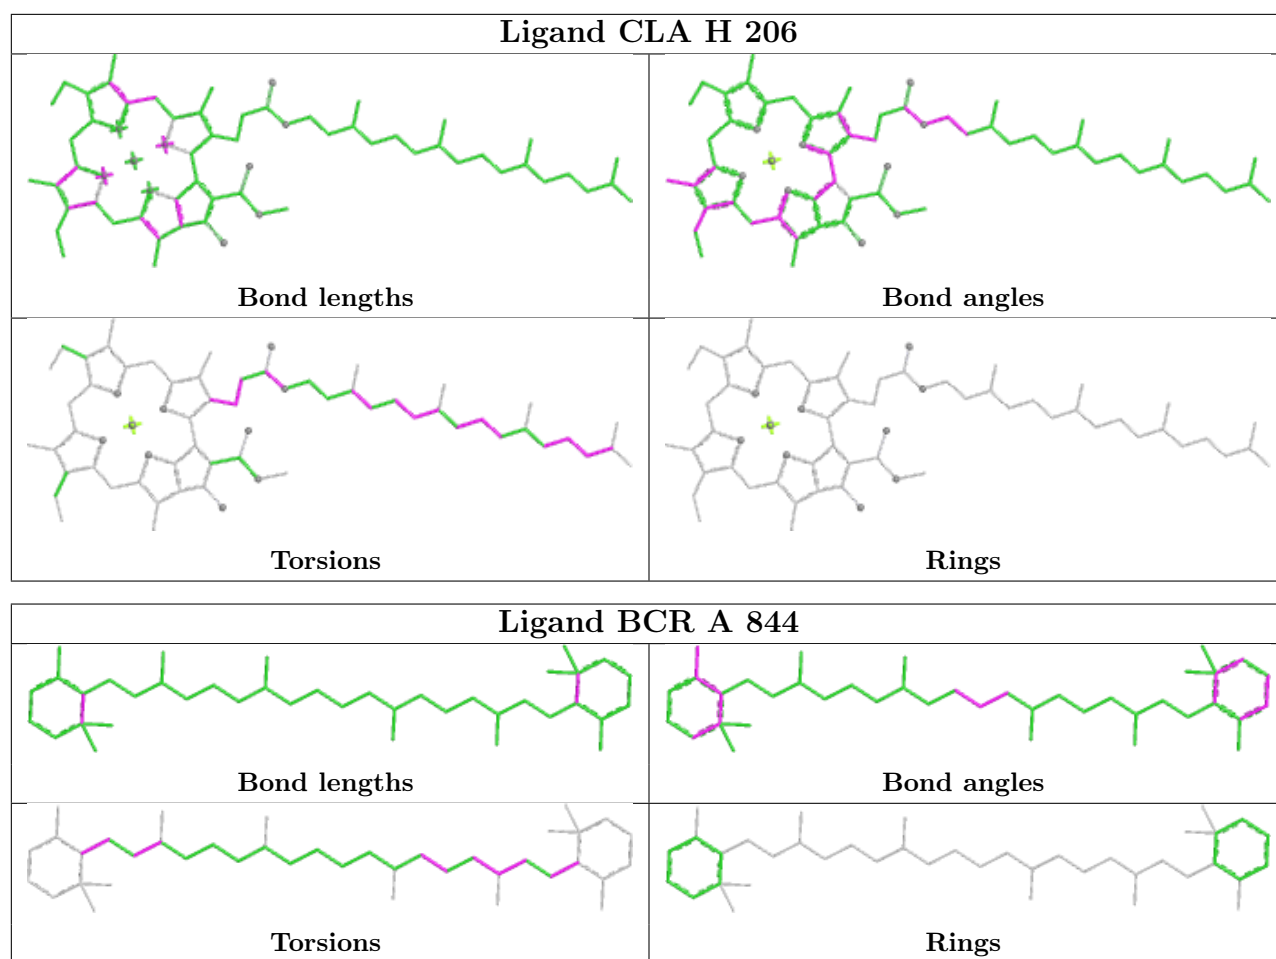 Ligand CLA H 206
Bond lengths
Bond angles
Torsions
Rings
Ligand BCR A 844
Bond lengths
Bond angles
Torsions
Rings